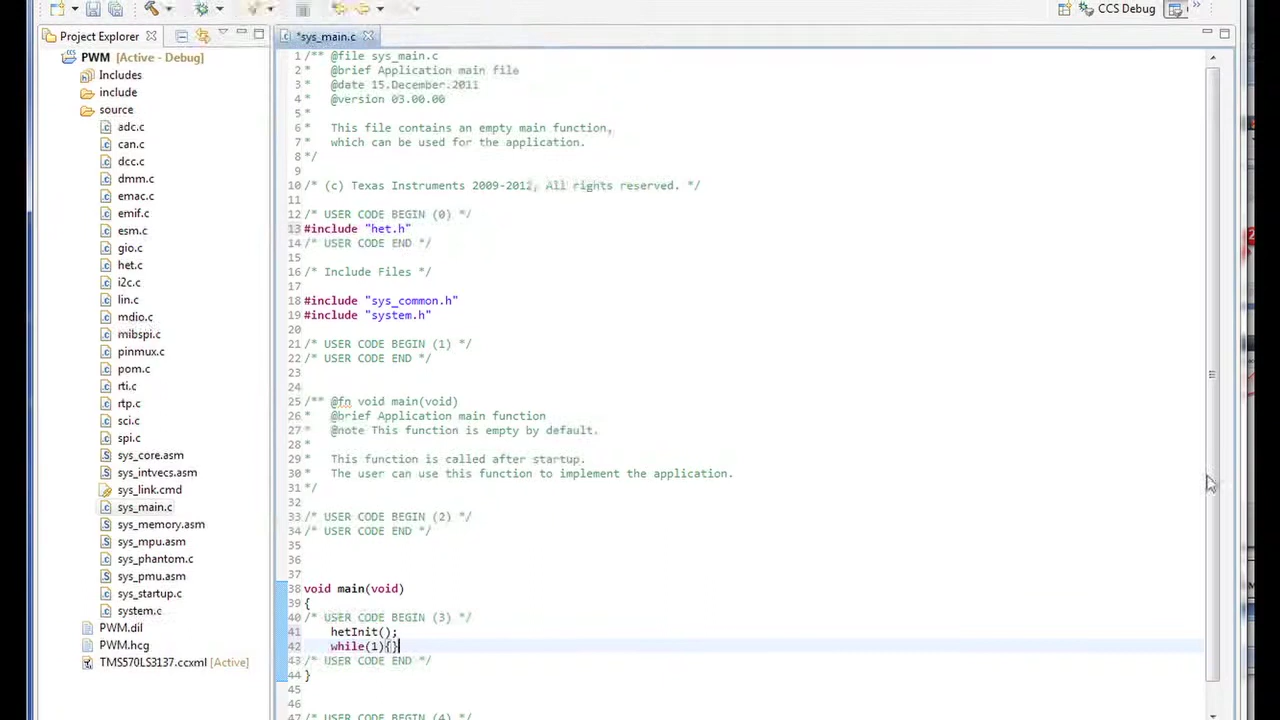 CCS Debug
Project Explorer
*sys_main.c
PWM [Active - Debug]
Includes
include
source
adc.c
can.c
dcc.c
dmm.c
emac.c
emif.c
esm.c
gio.c
het.c
i2c.c
lin.c
mdio.c
mibspi.c
pinmux.c
pom.c
rti.c
rtp.c
sci.c
spi.c
sys_core.asm
sys_intvecs.asm
sys_link.cmd
sys_main.c
sys_memory.asm
sys_mpu.asm
sys_phantom.c
sys_pmu.asm
sys_startup.c
system.c
PWM.dil
PWM.hcg
TMS570LS3137.ccxml [Active]
1 /** @file sys_main.c
2 * @brief Application main file
3 * @date 15.December.2011
4 * @version 03.00.00
5 *
6 * This file contains an empty main function,
7 * which can be used for the application.
8 */
9
10 /* (c) Texas Instruments 2009-2012, All rights reserved. */
11
12 /* USER CODE BEGIN (0) */
13 #include "het.h"
14 /* USER CODE END */
15
16 /* Include Files */
17
18 #include "sys_common.h"
19 #include "system.h"
20
21 /* USER CODE BEGIN (1) */
22 /* USER CODE END */
23
24
25 /** @fn void main(void)
26 * @brief Application main function
27 * @note This function is empty by default.
28 *
29 * This function is called after startup.
30 * The user can use this function to implement the application.
31 */
32
33 /* USER CODE BEGIN (2) */
34 /* USER CODE END */
35
36
37
38 void main(void)
39 {
40 /* USER CODE BEGIN (3) */
41 hetInit();
42 while(1){}
43 /* USER CODE END */
44 }
45
46
47 /* USER CODE BEGIN (4) */